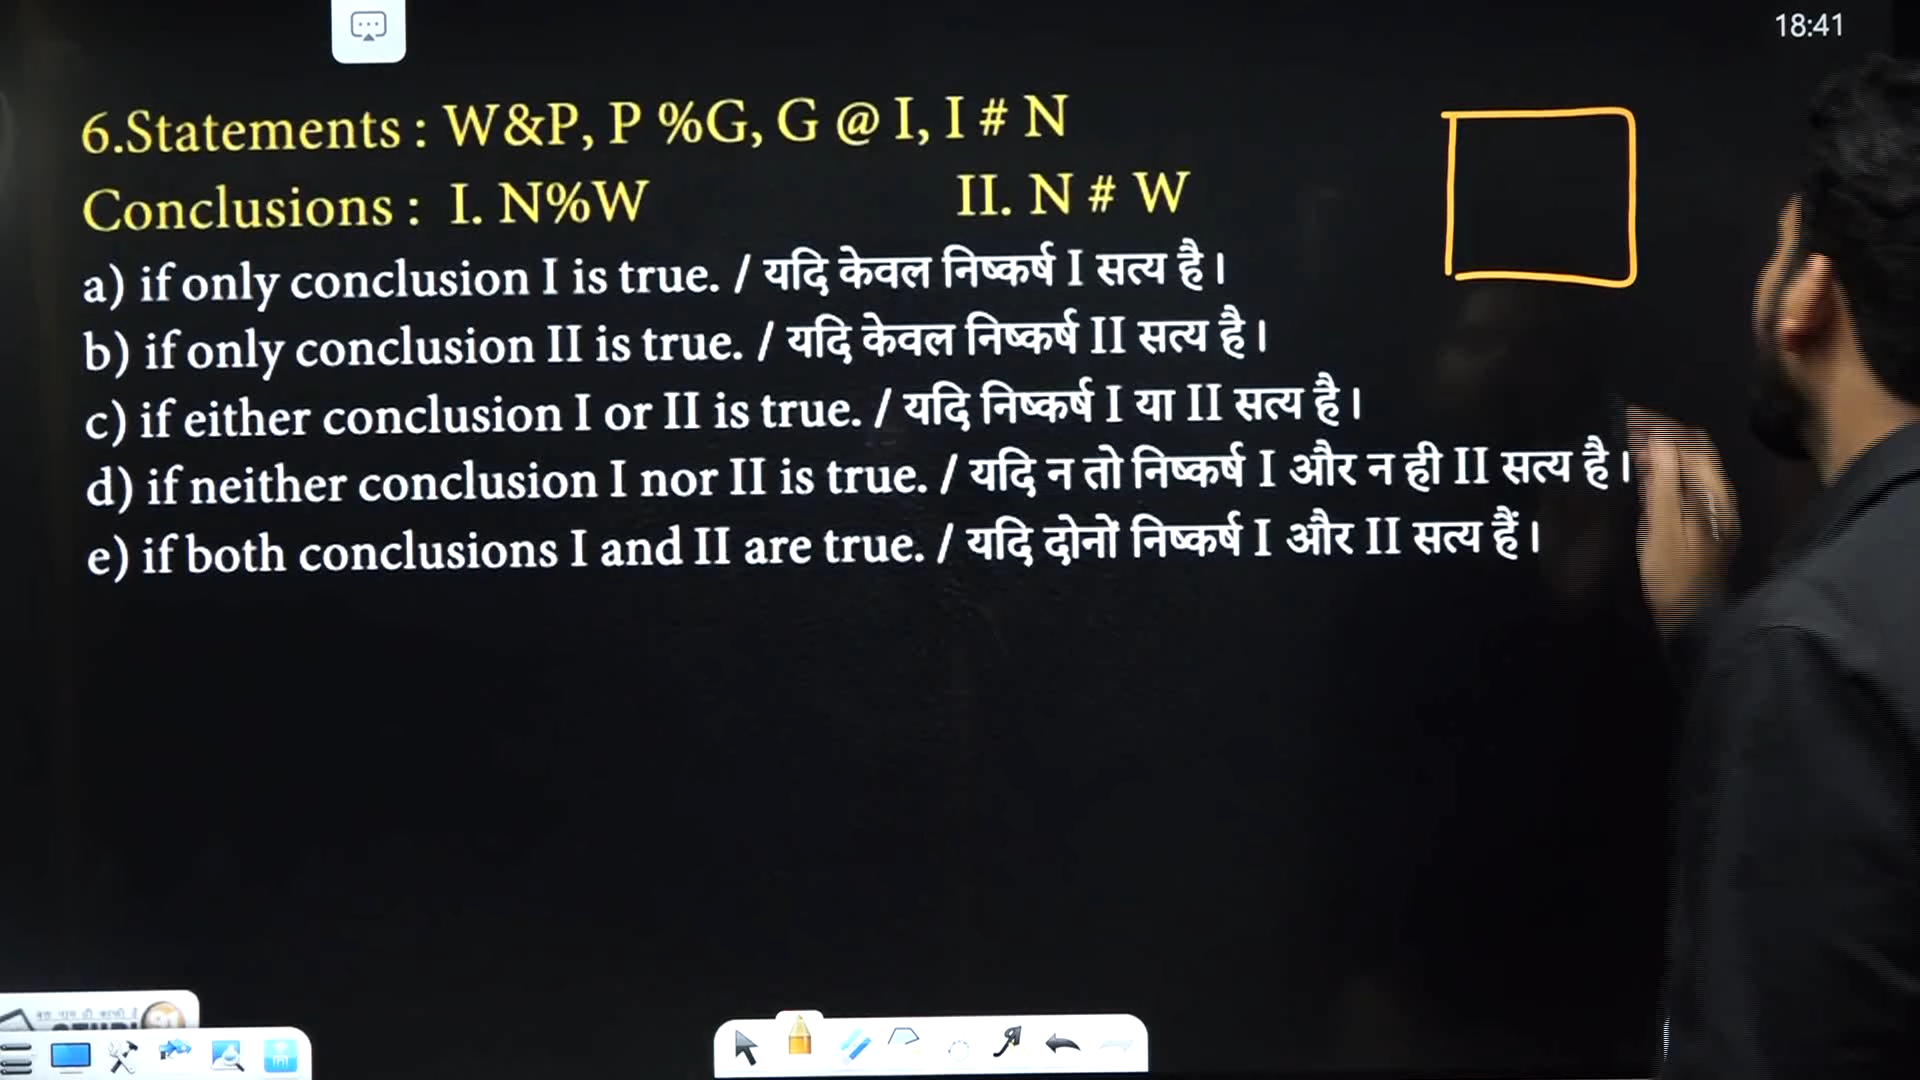 18:41
6.Statements : W&P, P %G, G @ I, I # N
Conclusions : I. N%W II. N # W
a) if only conclusion I is true. / यदि केवल निष्कर्ष I सत्य है।
b) if only conclusion II is true. / यदि केवल निष्कर्ष II सत्य है।
c) if either conclusion I or II is true. / यदि निष्कर्ष I या II सत्य है।
d) if neither conclusion I nor II is true. / यदि न तो निष्कर्ष I और न ही II सत्य है।
e) if both conclusions I and II are true. / यदि दोनों निष्कर्ष I और II सत्य हैं।